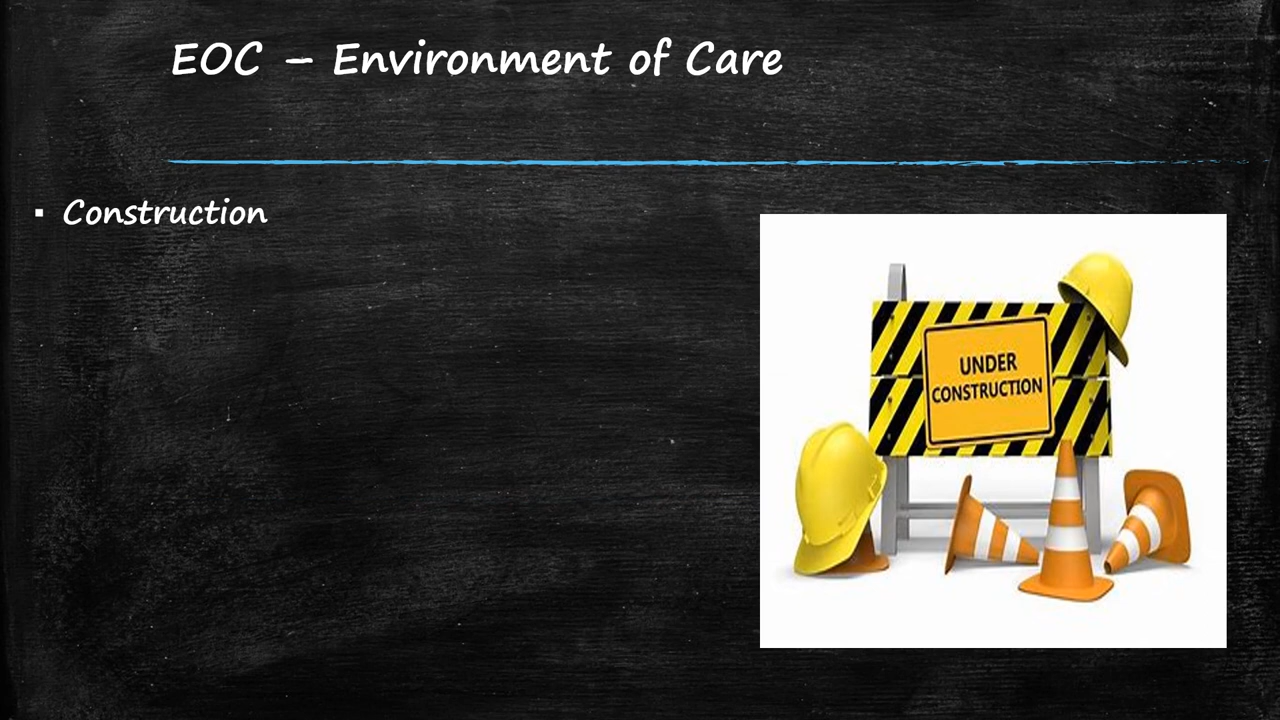 EOC – Environment of Care
▪ Construction
UNDER
CONSTRUCTION